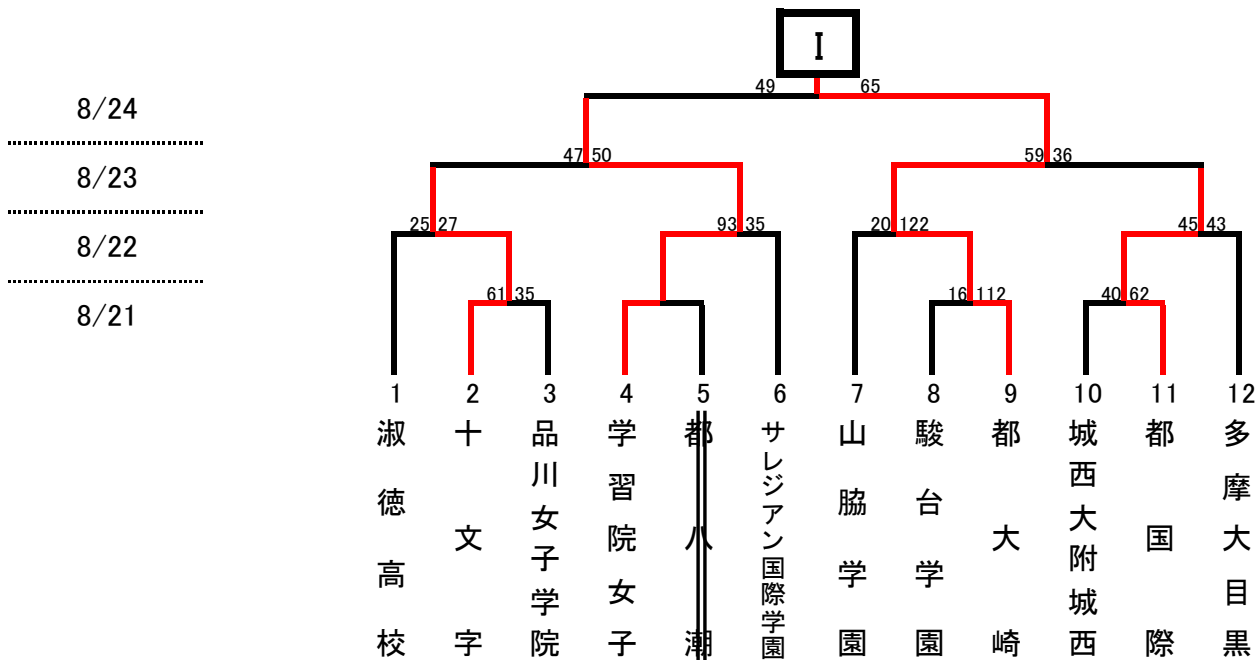 I
49 65
8/24
47 50 59 36
8/23
25 27 93 35 20 122 45 43
8/22
61 35 16 112 40 62
8/21
1 2 3 4 5 6 7 8 9 10 11 12
淑徳高校
十文字
品川女子学院
学習院女子
都八潮
サレジアン国際学園
山脇学園
駿台学園
都大崎
城西大附城西
都国際
多摩大目黒